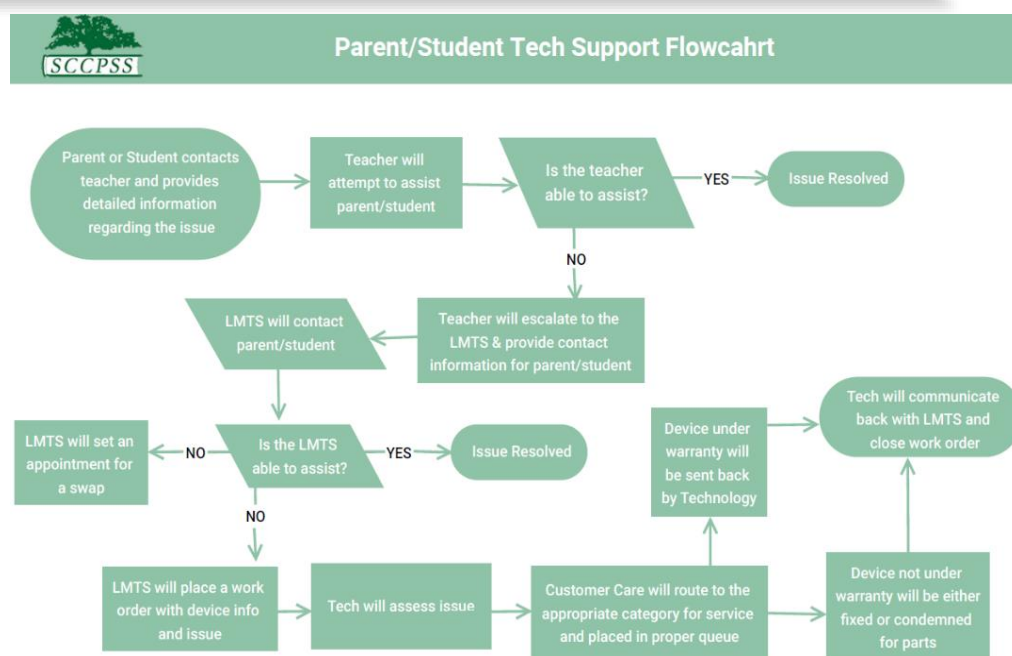 SCCPSS
Parent/Student Tech Support Flowcahrt
Parent or Student contacts
teacher and provides
detailed information
regarding the issue
Teacher will
attempt to assist
parent/student
Is the teacher
able to assist?
YES
Issue Resolved
NO
LMTS will contact
parent/student
Teacher will escalate to the
LMTS & provide contact
information for parent/student
LMTS will set an
appointment for
a swap
NO
Is the LMTS
able to assist?
YES
Issue Resolved
Device under
warranty will
be sent back
by Technology
Tech will communicate
back with LMTS and
close work order
NO
LMTS will place a work
order with device info
and issue
Tech will assess issue
Customer Care will route to the
appropriate category for service
and placed in proper queue
Device not under
warranty will be either
fixed or condemned
for parts